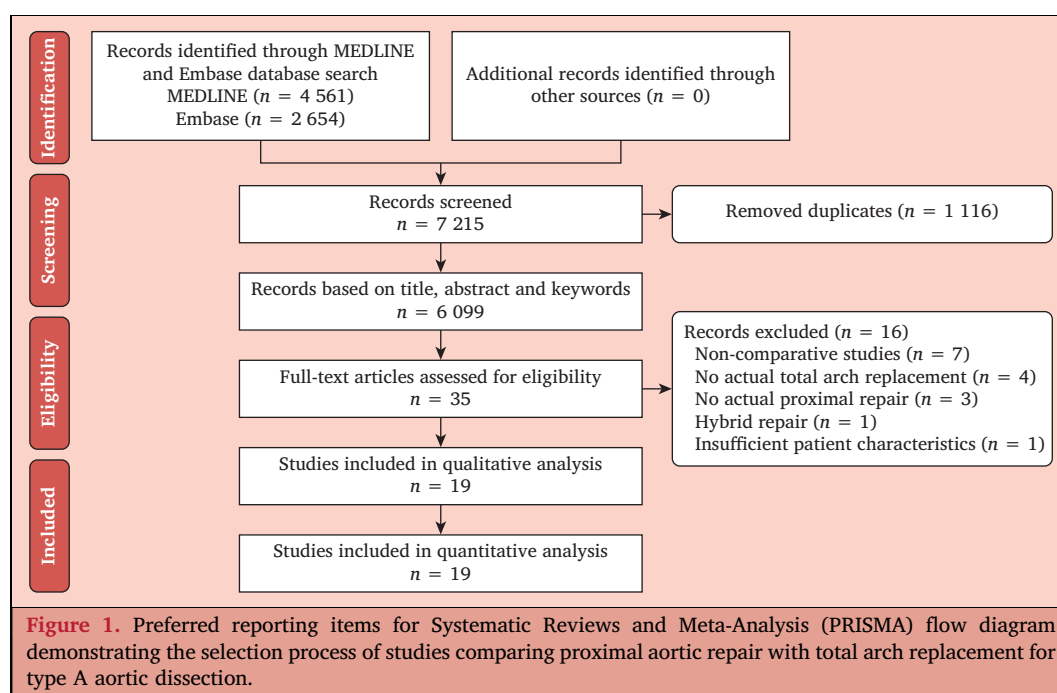 Identification
Records identified through MEDLINE
and Embase database search
MEDLINE (n = 4 561)
Embase (n = 2 654)
Additional records identified through
other sources (n = 0)
Screening
Records screened
n = 7 215
Removed duplicates (n = 1 116)
Records based on title, abstract and keywords
n = 6 099
Eligibility
Full-text articles assessed for eligibility
n = 35
Records excluded (n = 16)
Non-comparative studies (n = 7)
No actual total arch replacement (n = 4)
No actual proximal repair (n = 3)
Hybrid repair (n = 1)
Insufficient patient characteristics (n = 1)
Included
Studies included in qualitative analysis
n = 19
Studies included in quantitative analysis
n = 19
Figure 1. Preferred reporting items for Systematic Reviews and Meta-Analysis (PRISMA) flow diagram
demonstrating the selection process of studies comparing proximal aortic repair with total arch replacement for
type A aortic dissection.